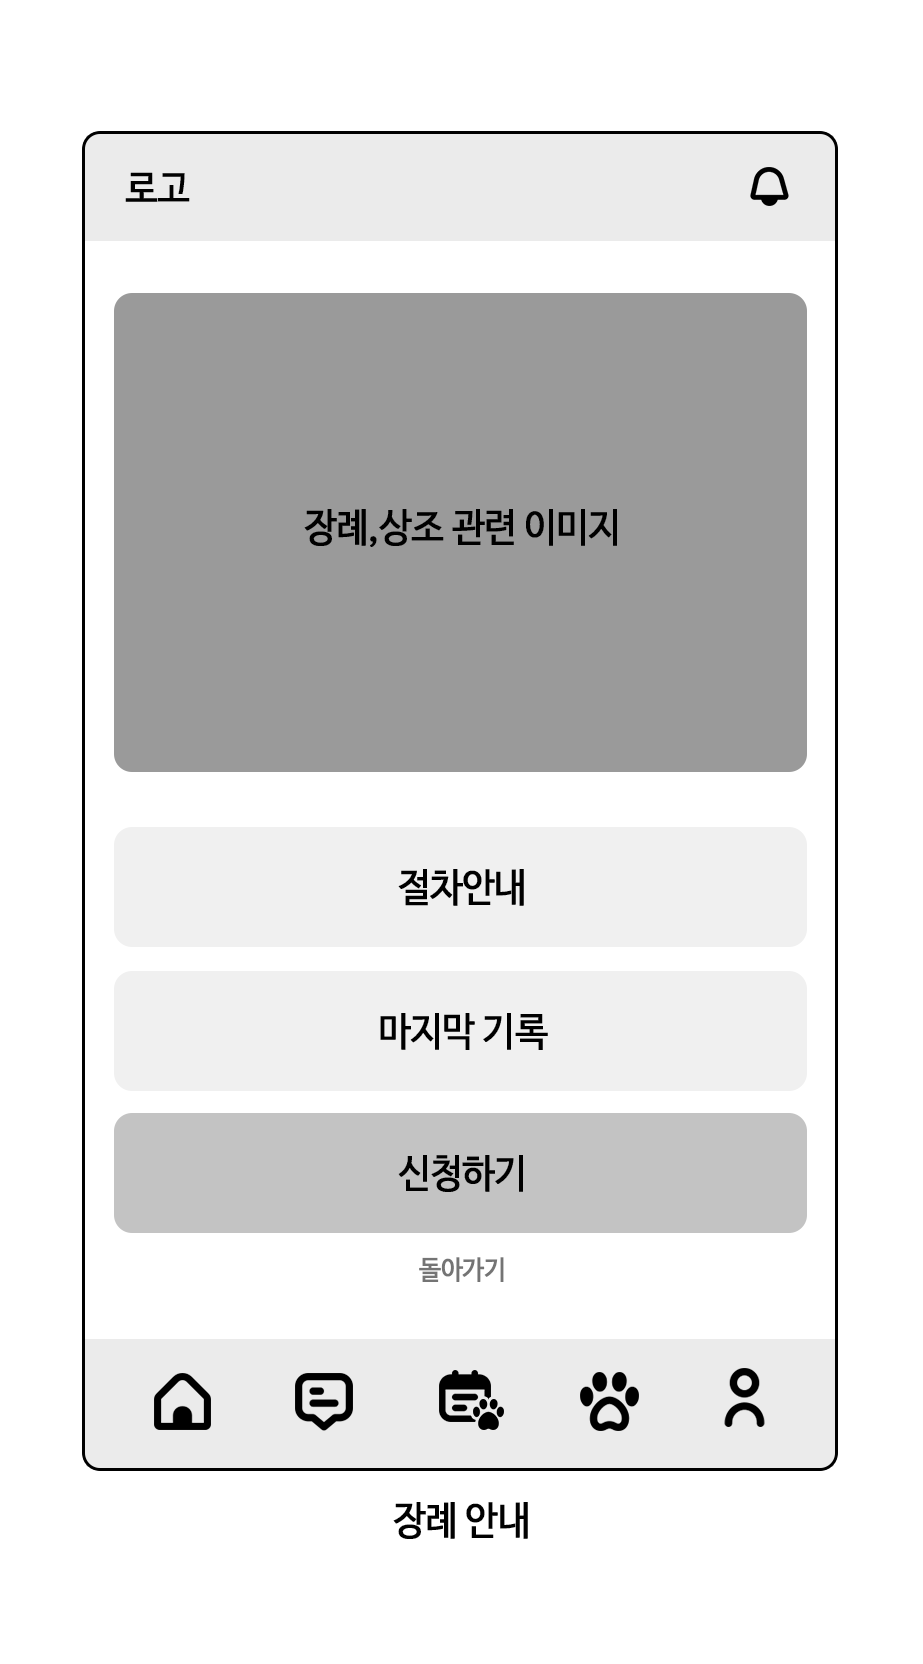 로고
장례,상조 관련 이미지
절차안내
마지막 기록
신청하기
돌아가기
장례 안내